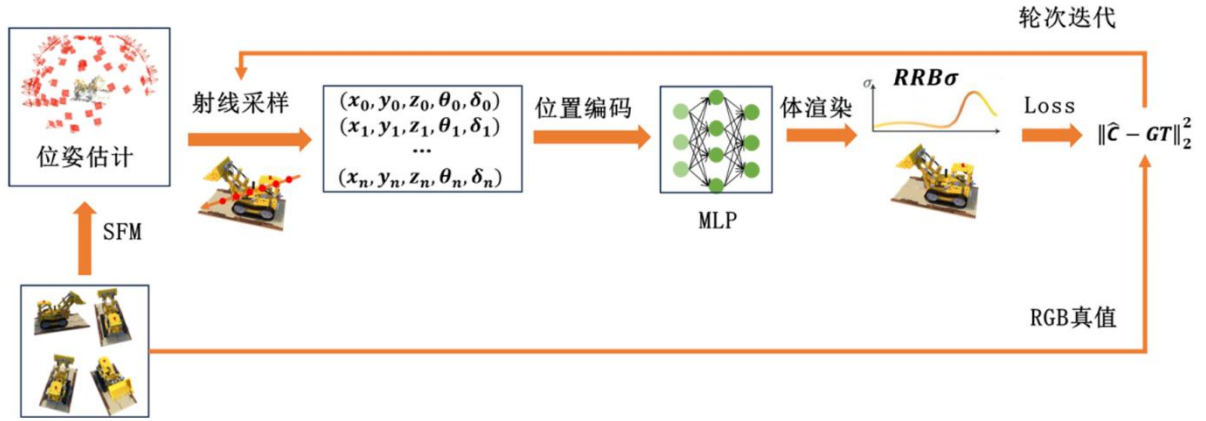 轮次迭代
位姿估计
射线采样
(x₀, y₀, z₀, θ₀, δ₀)
(x₁, y₁, z₁, θ₁, δ₁)
...
(xₙ, yₙ, zₙ, θₙ, δₙ)
位置编码
MLP
体渲染
RRBσ
σ
Loss
‖Ĉ − GT‖₂²
SFM
RGB真值